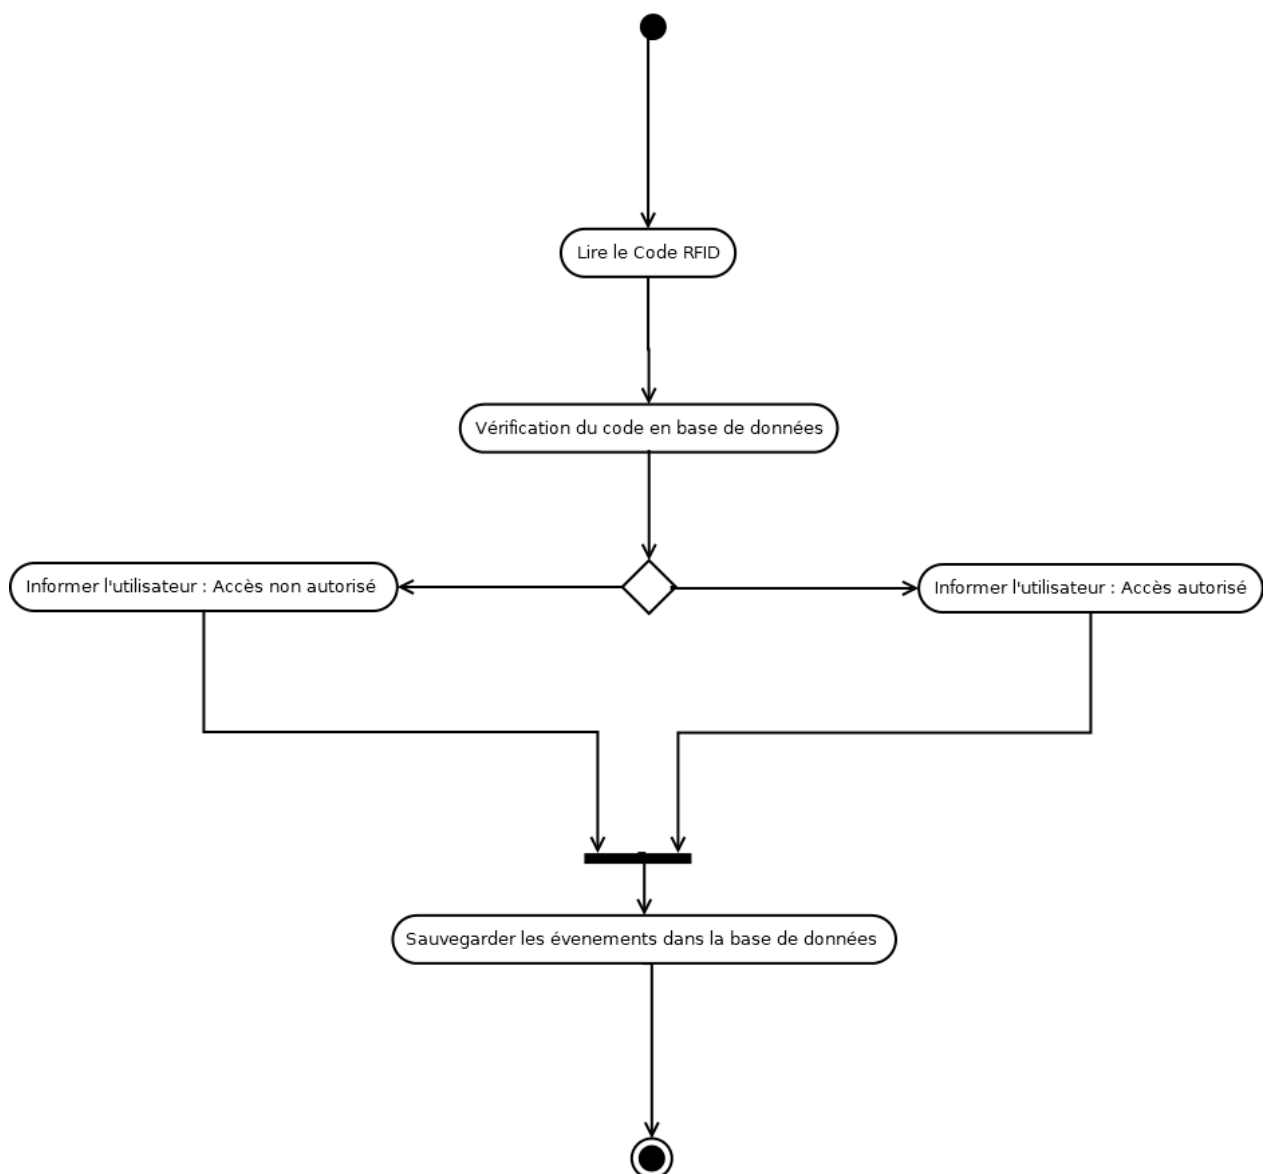 Lire le Code RFID
Vérification du code en base de données
Informer l'utilisateur : Accès non autorisé
Informer l'utilisateur : Accès autorisé
Sauvegarder les évenements dans la base de données